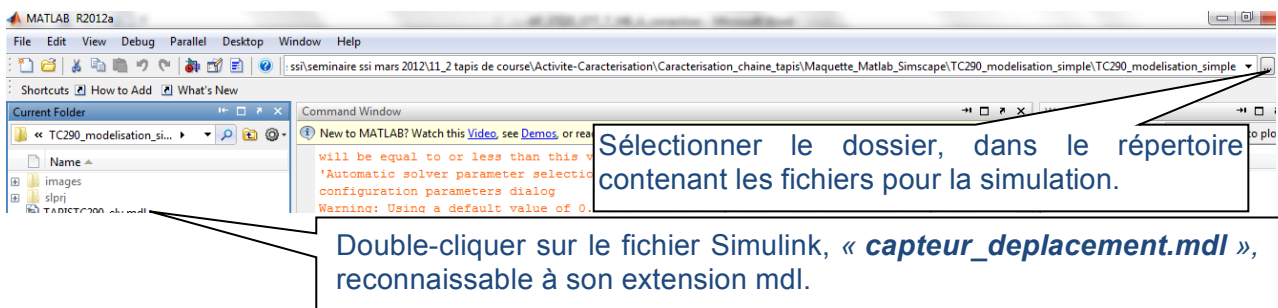 MATLAB R2012a
File Edit View Debug Parallel Desktop Window Help
ssi\seminaire ssi mars 2012\11_2 tapis de course\Activite-Caracterisation\Caracterisation_chaine_tapis\Maquette_Matlab_Simscape\TC290_modelisation_simple\TC290_modelisation_simple
Shortcuts How to Add What's New
Current Folder
Command Window
« TC290_modelisation_si...
New to MATLAB? Watch this Video, see Demos, or rea
to plo
Name
images
slprj
will be equal to or less than this v
'Automatic solver parameter selectio
configuration parameters dialog
Warning: Using a default value of 0.
Sélectionner le dossier, dans le répertoire
contenant les fichiers pour la simulation.
Double-cliquer sur le fichier Simulink, « capteur_deplacement.mdl »,
reconnaissable à son extension mdl.